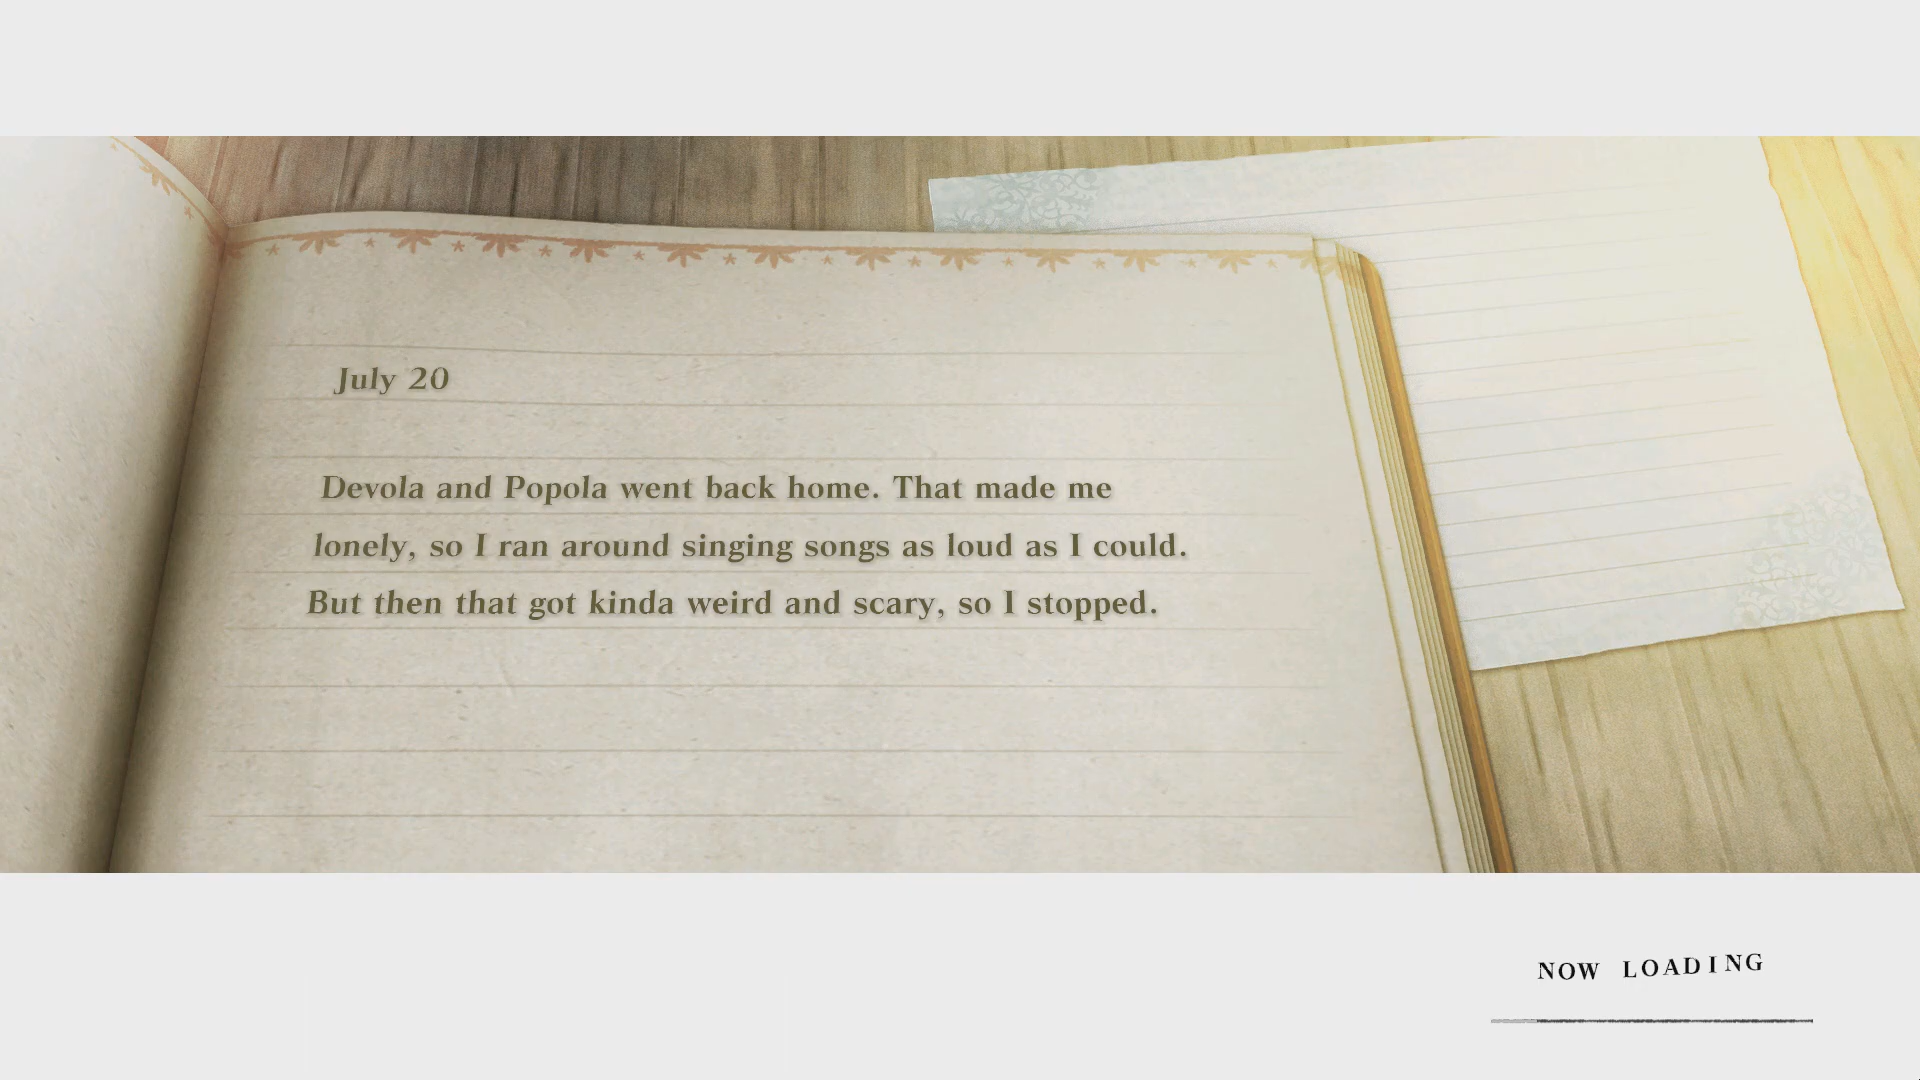 July 20
Devola and Popola went back home. That made me
lonely, so I ran around singing songs as loud as I could.
But then that got kinda weird and scary, so I stopped.
NOW LOADING